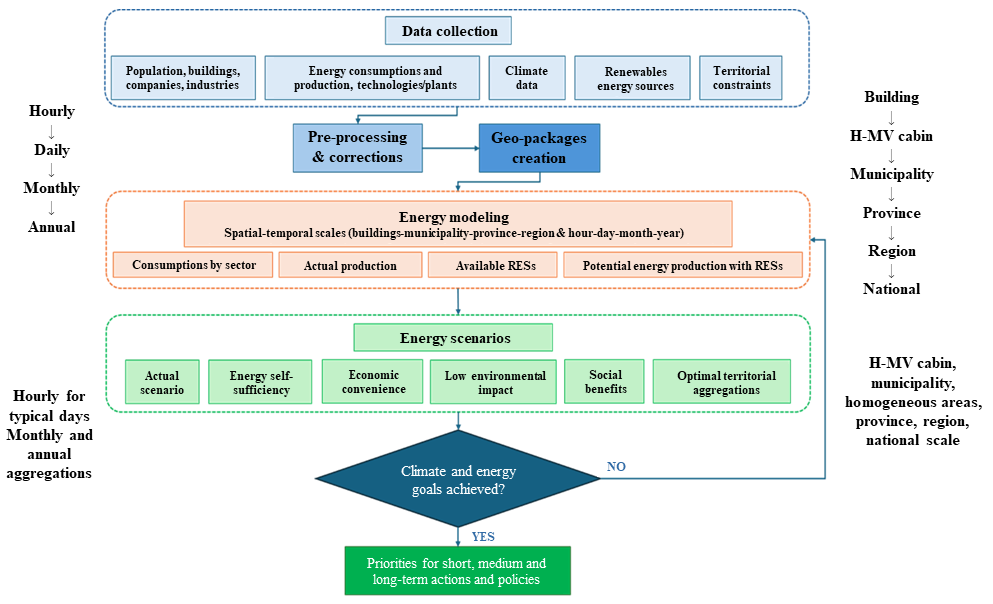 Data collection
Population, buildings,
companies, industries
Energy consumptions and
production, technologies/plants
Climate
data
Renewables
energy sources
Territorial
constraints
Hourly
Daily
Monthly
Annual
Building
H-MV cabin
Municipality
Province
Region
National
Pre-processing
& corrections
Geo-packages
creation
Energy modeling
Spatial-temporal scales (buildings-municipality-province-region & hour-day-month-year)
Consumptions by sector
Actual production
Available RESs
Potential energy production with RESs
Energy scenarios
Actual
scenario
Energy self-
sufficiency
Economic
convenience
Low environmental
impact
Social
benefits
Optimal territorial
aggregations
Hourly for
typical days
Monthly and
annual
aggregations
H-MV cabin,
municipality,
homogeneous areas,
province, region,
national scale
Climate and energy
goals achieved?
NO
YES
Priorities for short, medium and
long-term actions and policies